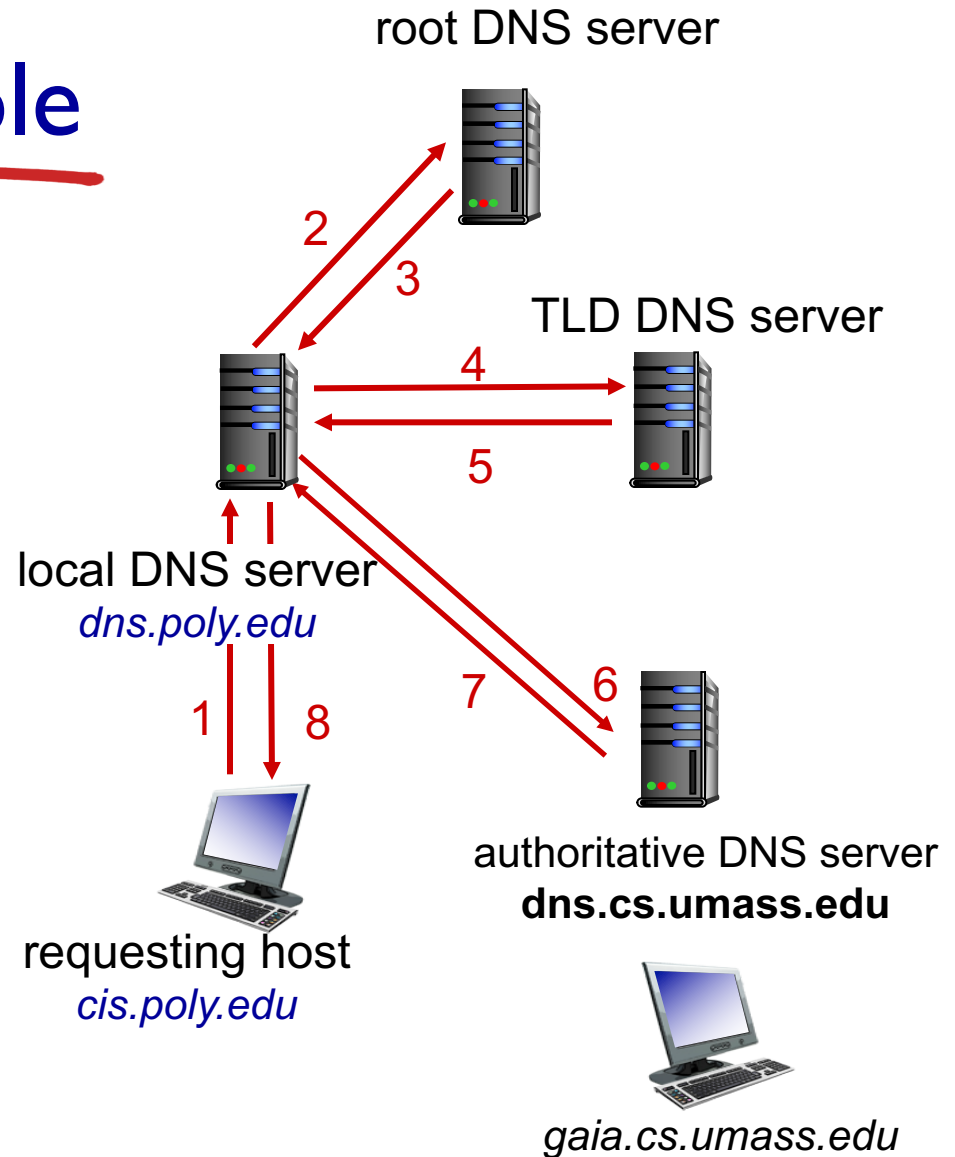 root DNS server
2
3
TLD DNS server
4
5
local DNS server
dns.poly.edu
1
8
7
6
authoritative DNS server
dns.cs.umass.edu
requesting host
cis.poly.edu
gaia.cs.umass.edu